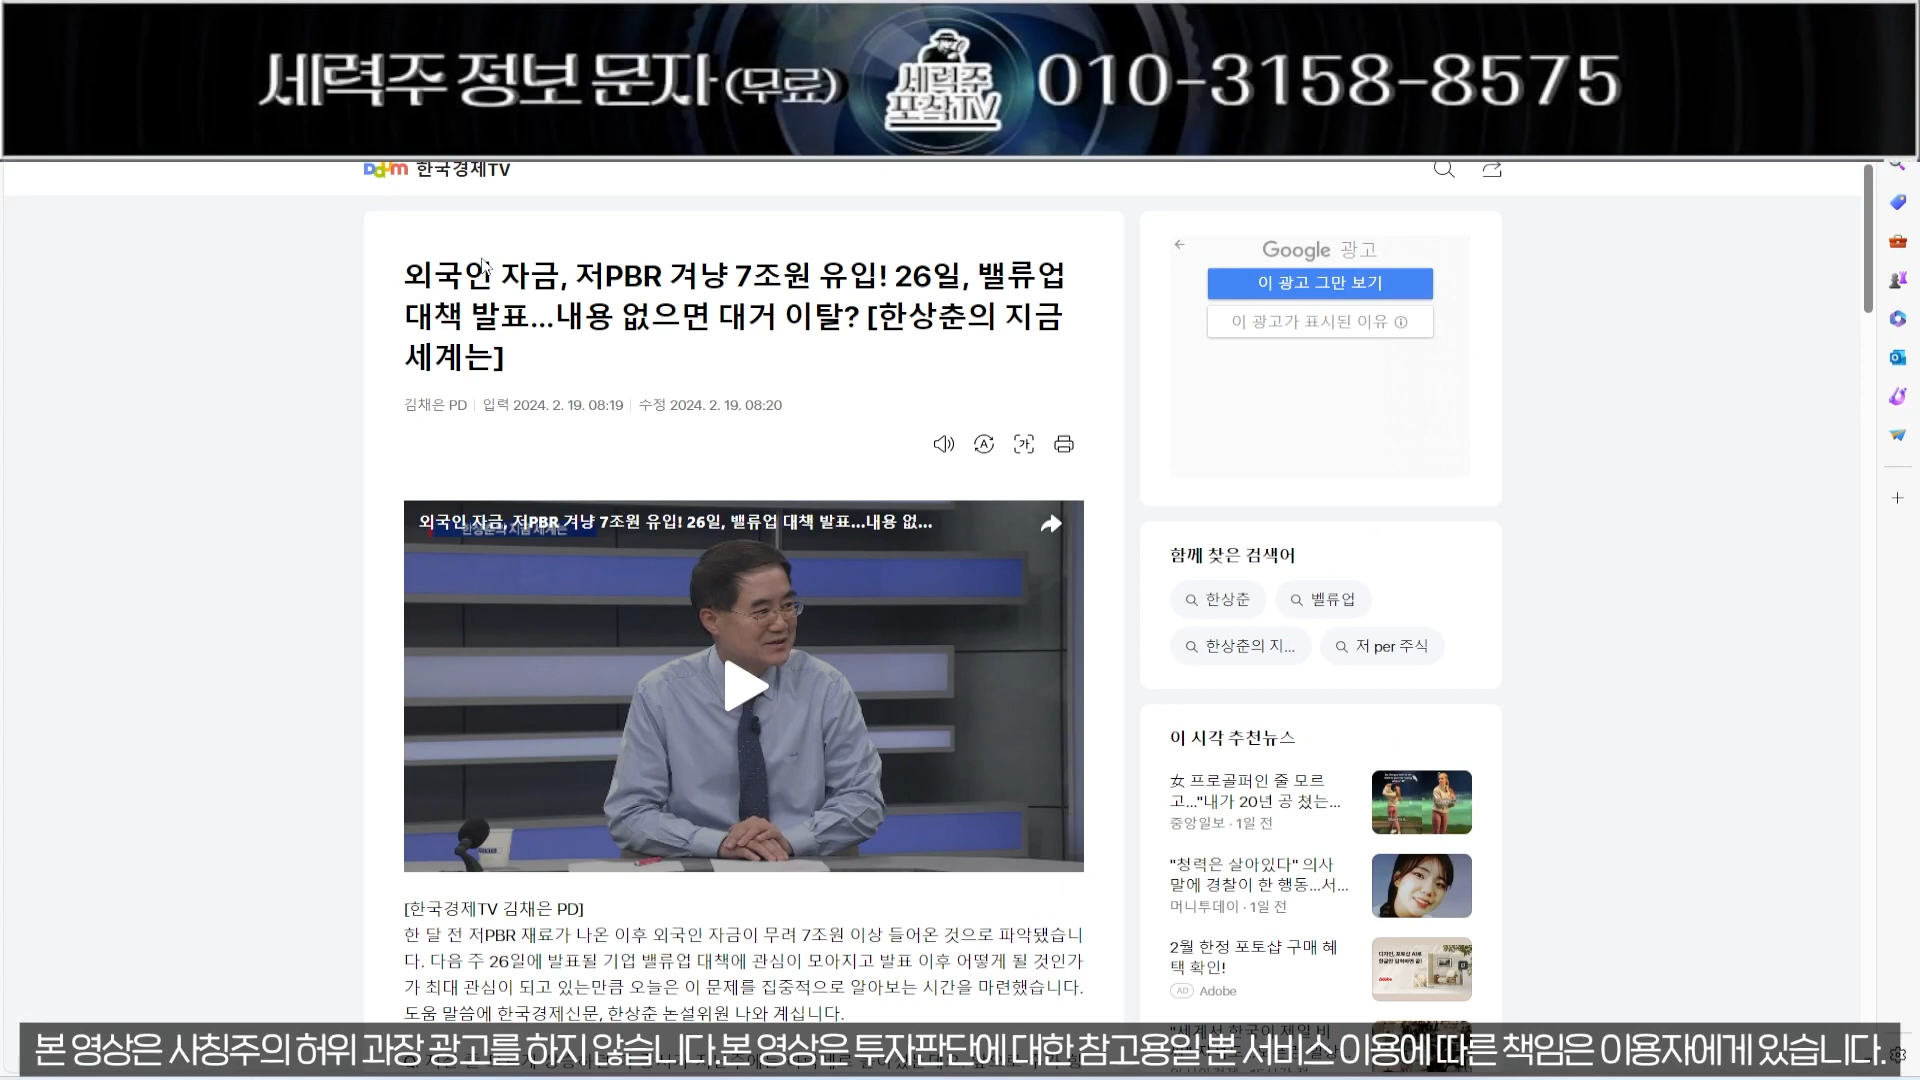 세력주 정보 문자 (무료)
세력주
포착TV
010-3158-8575
Daum 한국경제TV
외국인 자금, 저PBR 겨냥 7조원 유입! 26일, 밸류업
대책 발표...내용 없으면 대거 이탈? [한상춘의 지금
세계는]
김채은 PD 입력 2024. 2. 19. 08:19 수정 2024. 2. 19. 08:20
가
외국인 자금, 저PBR 겨냥 7조원 유입! 26일, 밸류업 대책 발표...내용 없...
한상춘의 지금 세계는
[한국경제TV 김채은 PD]
한 달 전 저PBR 재료가 나온 이후 외국인 자금이 무려 7조원 이상 들어온 것으로 파악됐습니
다. 다음 주 26일에 발표될 기업 밸류업 대책에 관심이 모아지고 발표 이후 어떻게 될 것인가
가 최대 관심이 되고 있는만큼 오늘은 이 문제를 집중적으로 알아보는 시간을 마련했습니다.
도움 말씀에 한국경제신문, 한상춘 논설위원 나와 계십니다.
Google 광고
이 광고 그만 보기
이 광고가 표시된 이유
함께 찾은 검색어
한상춘
벨류업
한상춘의 지...
저 per 주식
이 시각 추천뉴스
女 프로골퍼인 줄 모르
고..."내가 20년 공 쳤는...
중앙일보 · 1일 전
"청력은 살아있다" 의사
말에 경찰이 한 행동...서...
머니투데이 · 1일 전
2월 한정 포토샵 구매 혜
택 확인!
AD Adobe
"세계서 한국이 제일 비
본 영상은 사칭주의 허위 과장 광고를 하지 않습니다.본 영상은 투자판단에 대한 참고용일뿐 서비스 이용에 따른 책임은 이용자에게 있습니다.